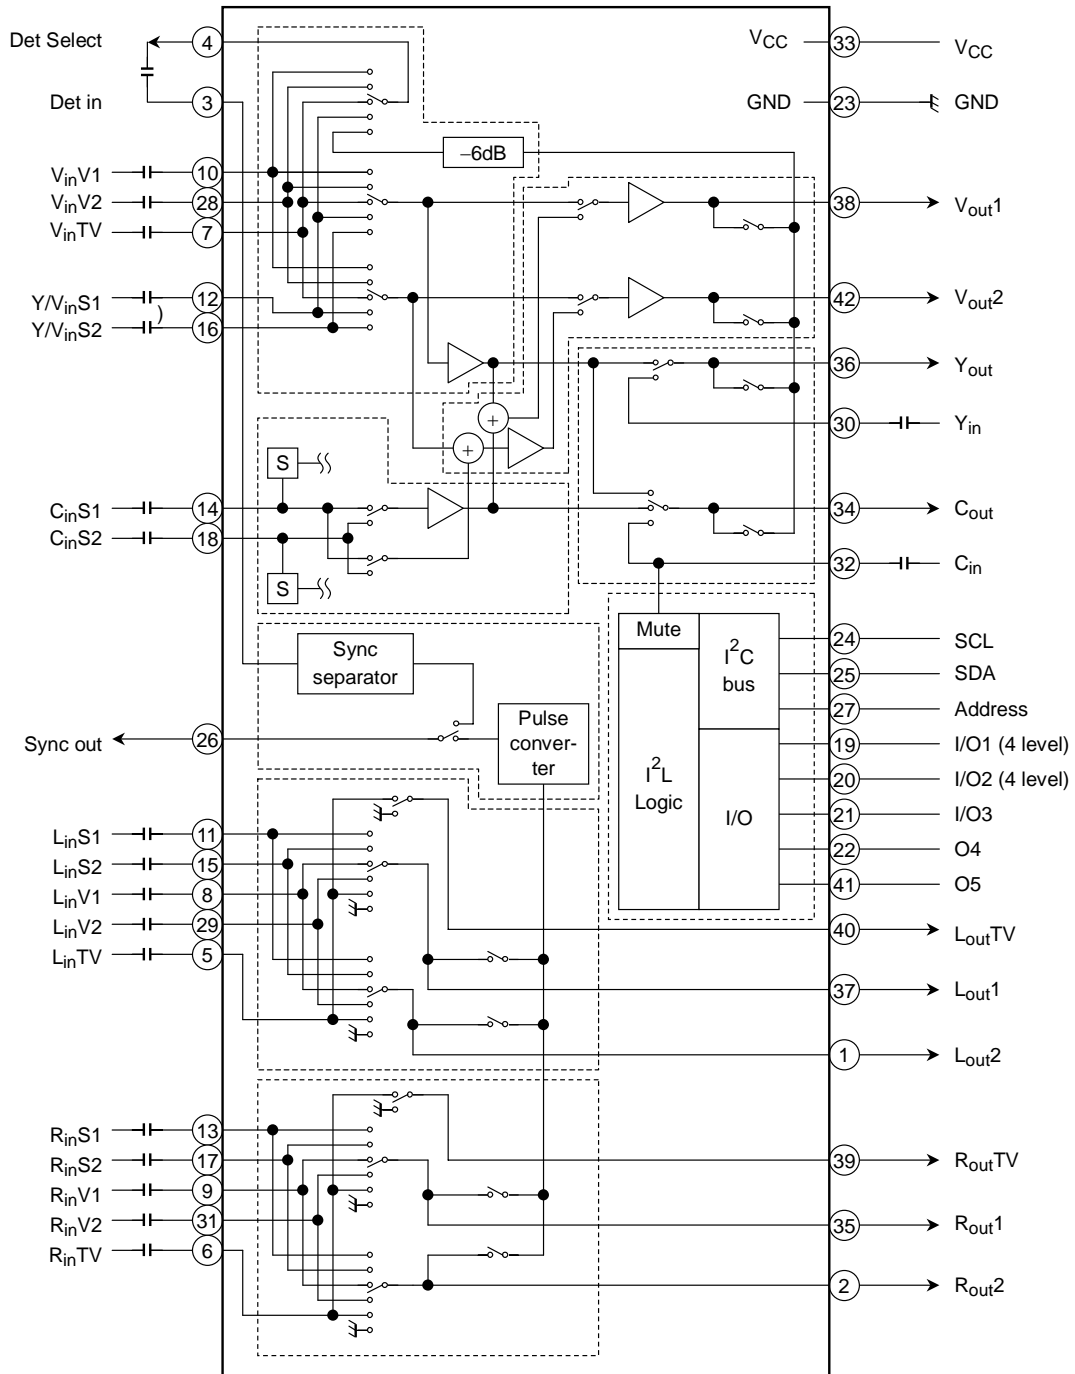 Det Select 4 V_CC 33 V_CC
Det in 3 GND 23 GND
−6dB
V_inV1 10
V_inV2 28 38 V_out1
V_inTV 7
Y/V_inS1 12 42 V_out2
Y/V_inS2 ) 16
36 Y_out
+
30 Y_in
+
S
C_inS1 14 34 C_out
C_inS2 18
32 C_in
S
Mute
I²C bus
24 SCL
25 SDA
27 Address
Sync separator
Pulse conver-ter
Sync out 26
I²L Logic
I/O
19 I/O1 (4 level)
20 I/O2 (4 level)
21 I/O3
22 O4
41 O5
L_inS1 11
L_inS2 15
L_inV1 8
L_inV2 29
L_inTV 5
40 L_outTV
37 L_out1
1 L_out2
R_inS1 13
R_inS2 17
R_inV1 9
R_inV2 31
R_inTV 6
39 R_outTV
35 R_out1
2 R_out2